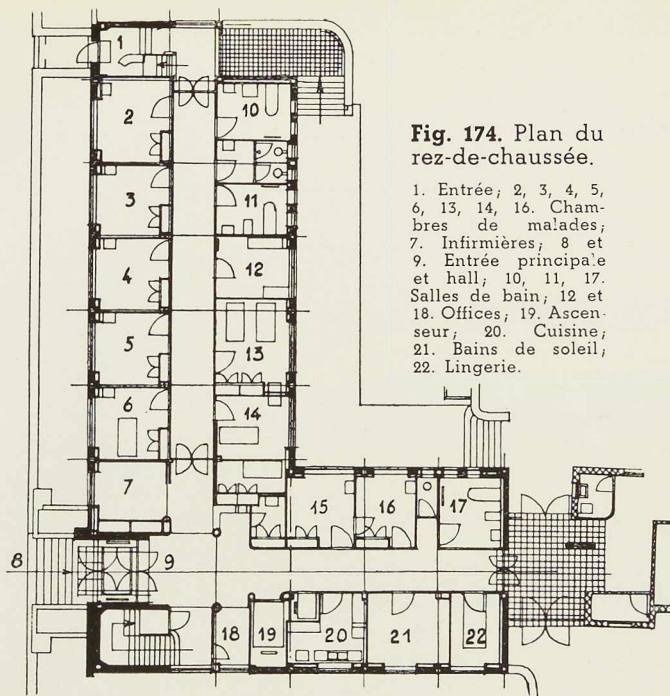 Fig. 174. Plan du
rez-de-chaussée.
1. Entrée; 2, 3, 4, 5,
6, 13, 14, 16. Cham-
bres de malades;
7. Infirmières; 8 et
9. Entrée principale
et hall; 10, 11, 17.
Salles de bain; 12 et
18. Offices; 19. Ascen-
seur; 20. Cuisine;
21. Bains de soleil;
22. Lingerie.
1
2
10
3
11
4
12
5
13
6
14
7
15
16
17
8
9
18
19
20
21
22